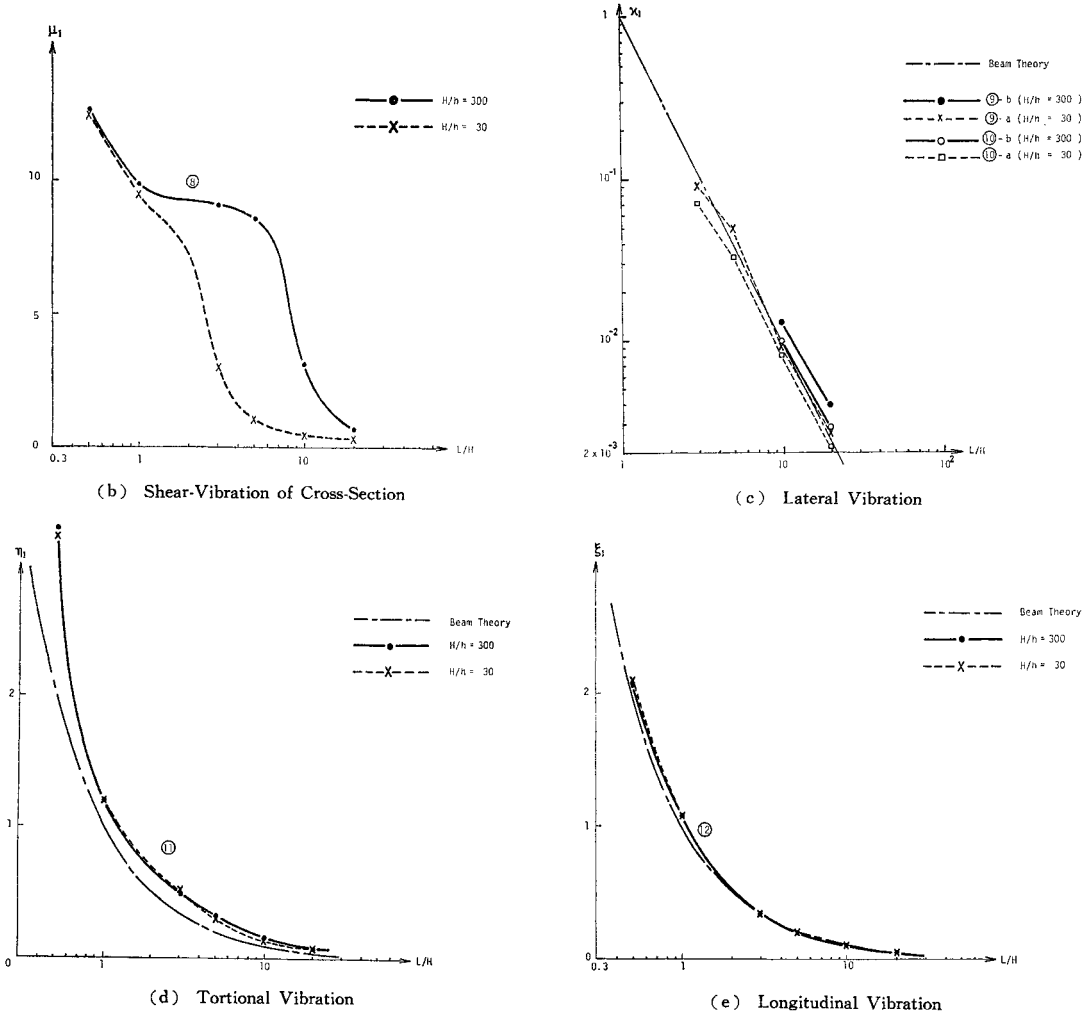 μ₁
10
5
0
0.3
1
10
L/H
H/h = 300
H/h = 30
⑧
(b) Shear-Vibration of Cross-Section
κ₁
1
10⁻¹
10⁻²
2 x 10⁻³
1
10
10²
L/H
Beam Theory
⑨-b (H/h = 300 )
⑨-a (H/h = 30 )
⑩-b (H/h = 300)
⑩-a (H/h = 30 )
(c) Lateral Vibration
η₁
2
1
0
1
10
L/H
Beam Theory
H/h = 300
H/h = 30
⑪
(d) Tortional Vibration
ξ₁
2
1
0
0.3
1
10
L/H
Beam Theory
H/h = 300
H/h = 30
⑫
(e) Longitudinal Vibration